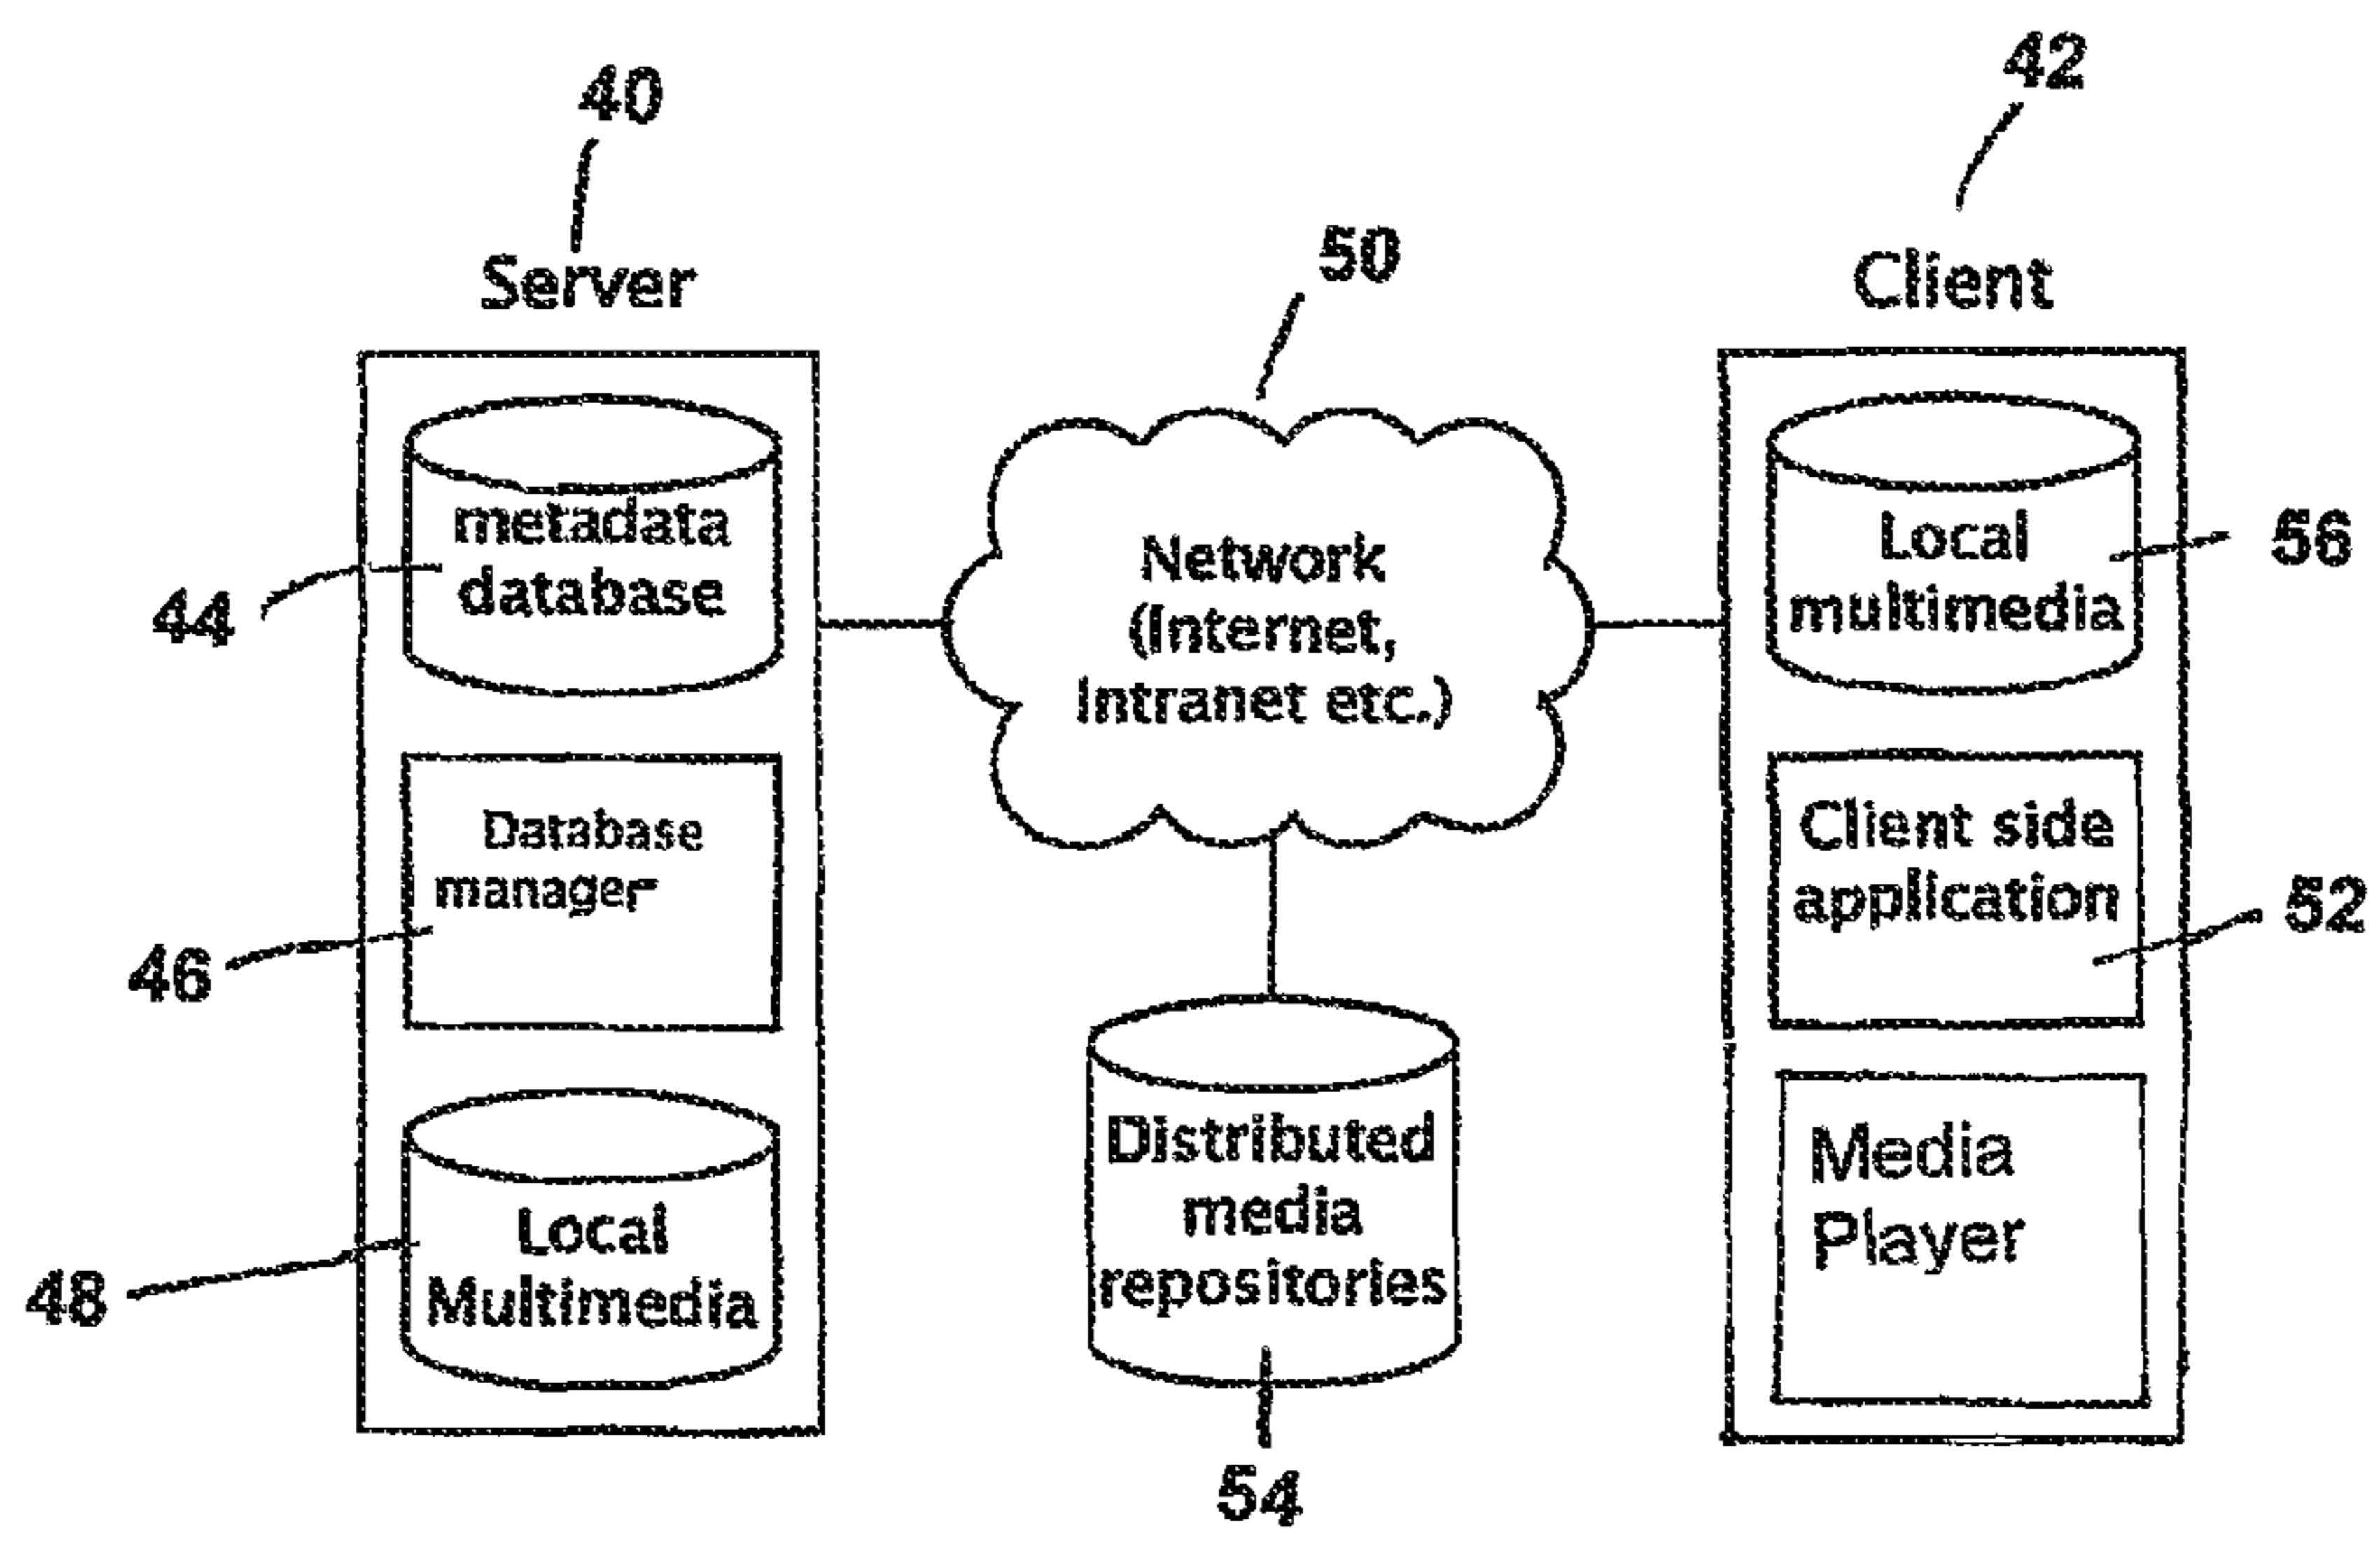 40
42
Server
50
Client
metadata
database
44
Network
(Internet,
Intranet etc.)
Local
multimedia
56
Database
manager
46
Client side
application
52
Local
Multimedia
48
Distributed
media
repositories
54
Media
Player